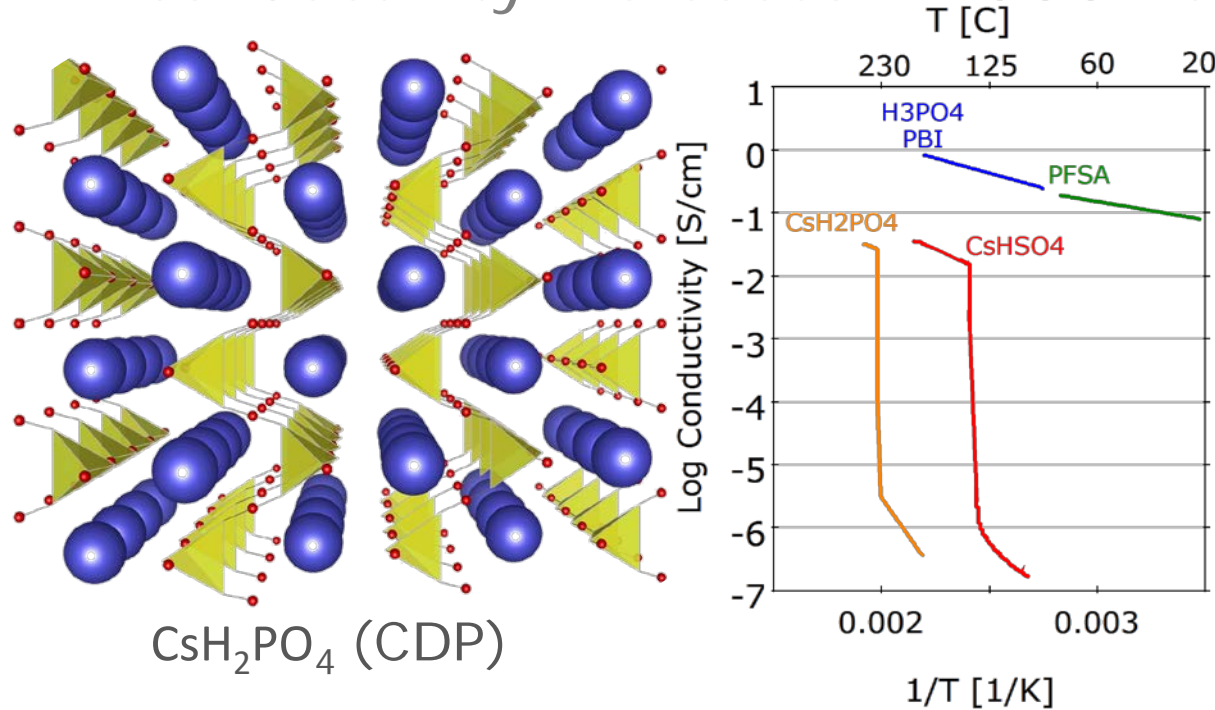 T [C]
230 125 60 20
1
0
-1
-2
-3
-4
-5
-6
-7
Log Conductivity [S/cm]
H3PO4
PBI
PFSA
CsH2PO4
CsHSO4
0.002 0.003
1/T [1/K]
CsH₂PO₄ (CDP)